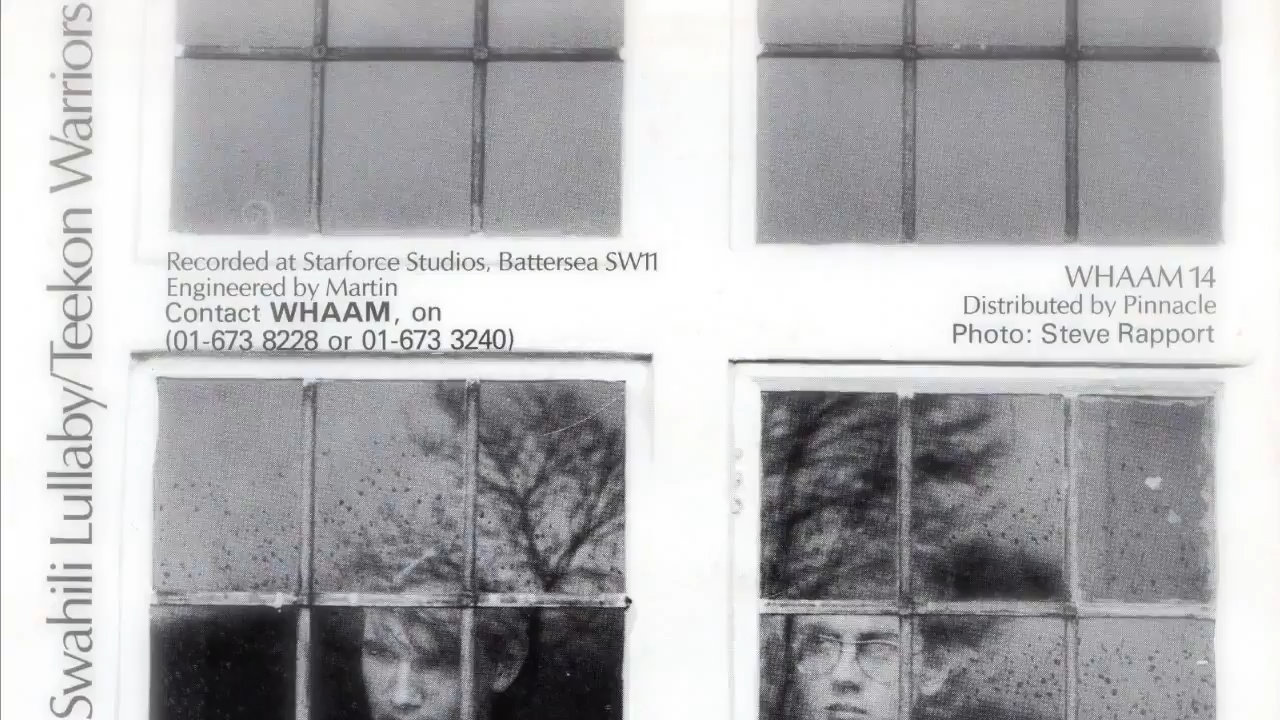 Swahili Lullaby/Teekon Warriors
Recorded at Starforce Studios, Battersea SW11
Engineered by Martin
Contact WHAAM, on
(01-673 8228 or 01-673 3240)
WHAAM 14
Distributed by Pinnacle
Photo: Steve Rapport